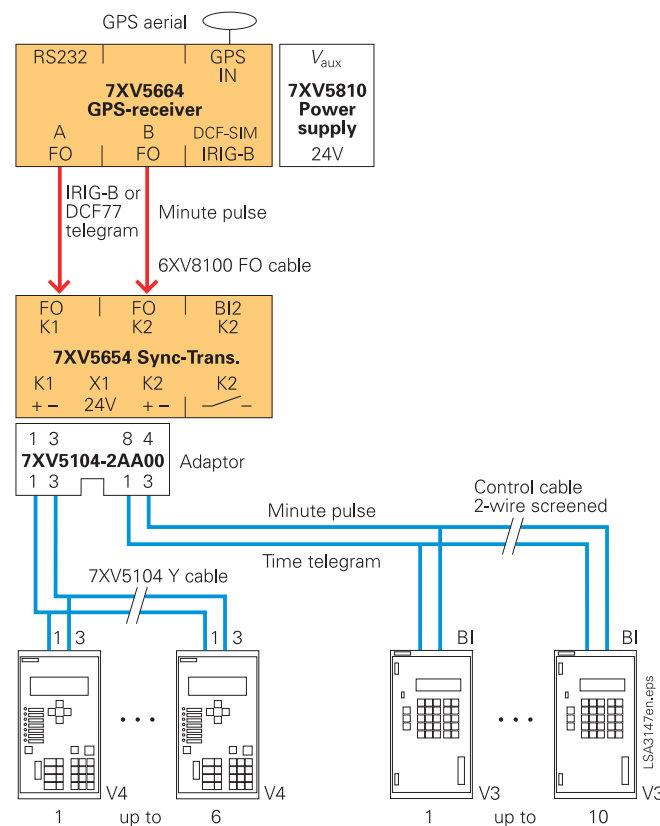 GPS aerial
RS232 GPS IN
7XV5664
GPS-receiver
A B DCF-SIM
FO FO IRIG-B
Vaux
7XV5810
Power
supply
24V
IRIG-B or
DCF77
telegram
Minute pulse
6XV8100 FO cable
FO FO BI2
K1 K2 K2
7XV5654 Sync-Trans.
K1 X1 K2 K2
+ − 24V + −
1 3 8 4
7XV5104-2AA00
1 3 1 3
Adaptor
Control cable
2-wire screened
Minute pulse
Time telegram
7XV5104 Y cable
1 3 1 3 BI BI
V4 V4 V3 V3
1 up to 6 1 up to 10
LSA3147en.eps